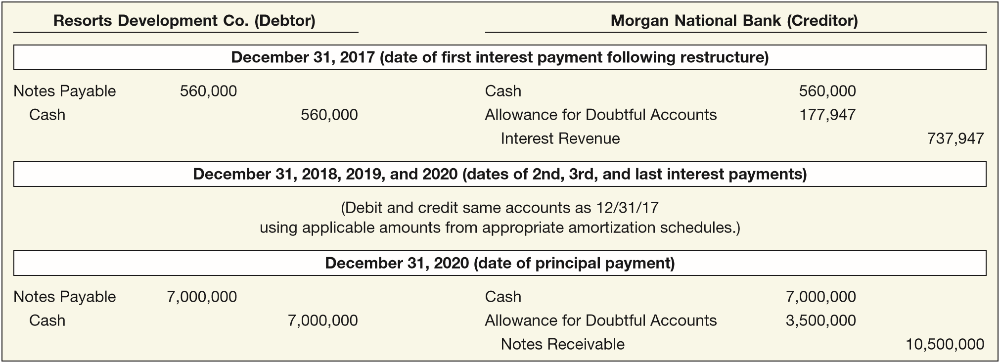 Resorts Development Co. (Debtor) Morgan National Bank (Creditor)
December 31, 2017 (date of first interest payment following restructure)
Notes Payable 560,000 Cash 560,000
Cash 560,000 Allowance for Doubtful Accounts 177,947
Interest Revenue 737,947
December 31, 2018, 2019, and 2020 (dates of 2nd, 3rd, and last interest payments)
(Debit and credit same accounts as 12/31/17
using applicable amounts from appropriate amortization schedules.)
December 31, 2020 (date of principal payment)
Notes Payable 7,000,000 Cash 7,000,000
Cash 7,000,000 Allowance for Doubtful Accounts 3,500,000
Notes Receivable 10,500,000